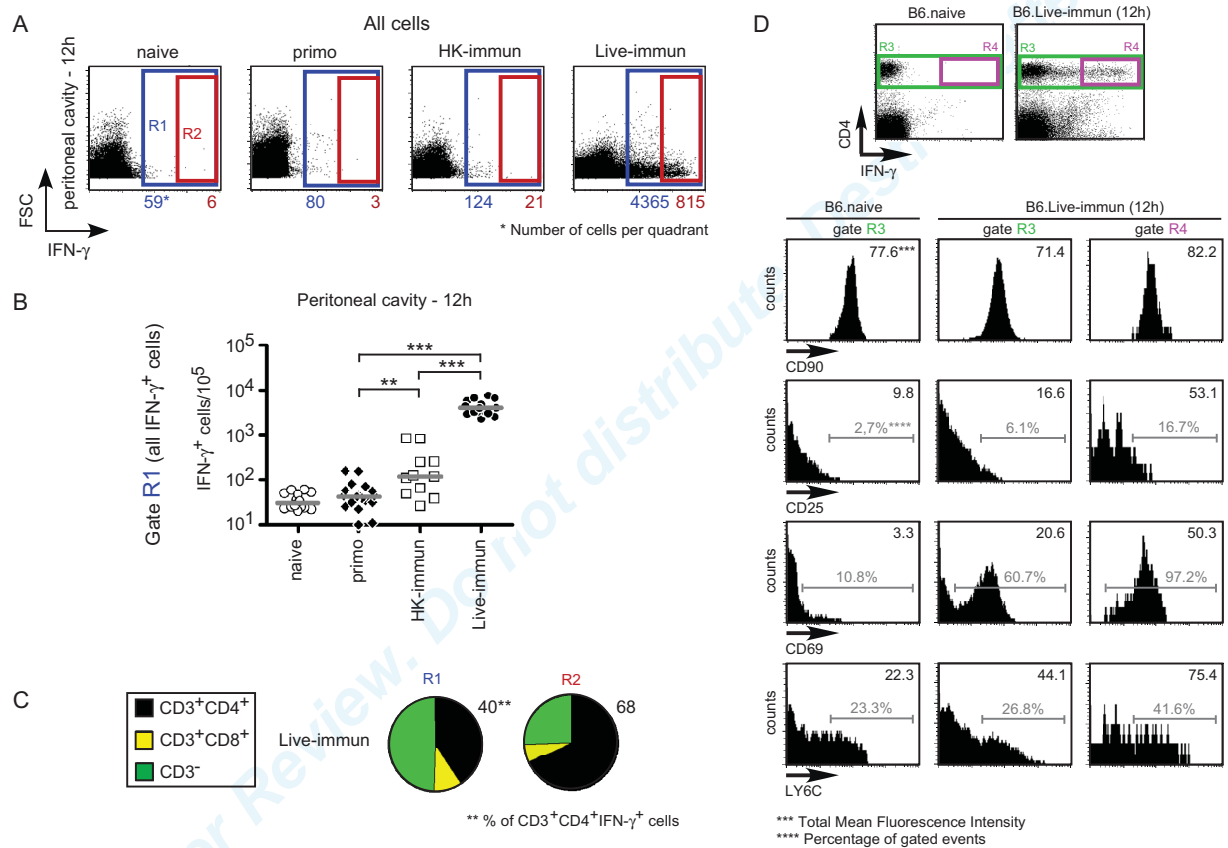 A
All cells
naive
primo
HK-immun
Live-immun
peritoneal cavity - 12h
FSC
IFN-γ
R1
R2
59*
6
80
3
124
21
4365
815
* Number of cells per quadrant
B
Peritoneal cavity - 12h
Gate R1 (all IFN-γ+ cells)
IFN-γ+ cells/10^5
10^5
10^4
10^3
10^2
10^1
***
***
**
naive
primo
HK-immun
Live-immun
C
CD3+CD4+
CD3+CD8+
CD3-
Live-immun
R1
40**
R2
68
** % of CD3+CD4+IFN-γ+ cells
D
B6.naive
B6.Live-immun (12h)
R3
R4
R3
R4
CD4
IFN-γ
B6.naive
B6.Live-immun (12h)
gate R3
gate R3
gate R4
counts
77.6***
71.4
82.2
CD90
counts
9.8
2,7%****
16.6
6.1%
53.1
16.7%
CD25
counts
3.3
10.8%
20.6
60.7%
50.3
97.2%
CD69
counts
22.3
23.3%
44.1
26.8%
75.4
41.6%
LY6C
*** Total Mean Fluorescence Intensity
**** Percentage of gated events
Review. Do not distribute. Destr